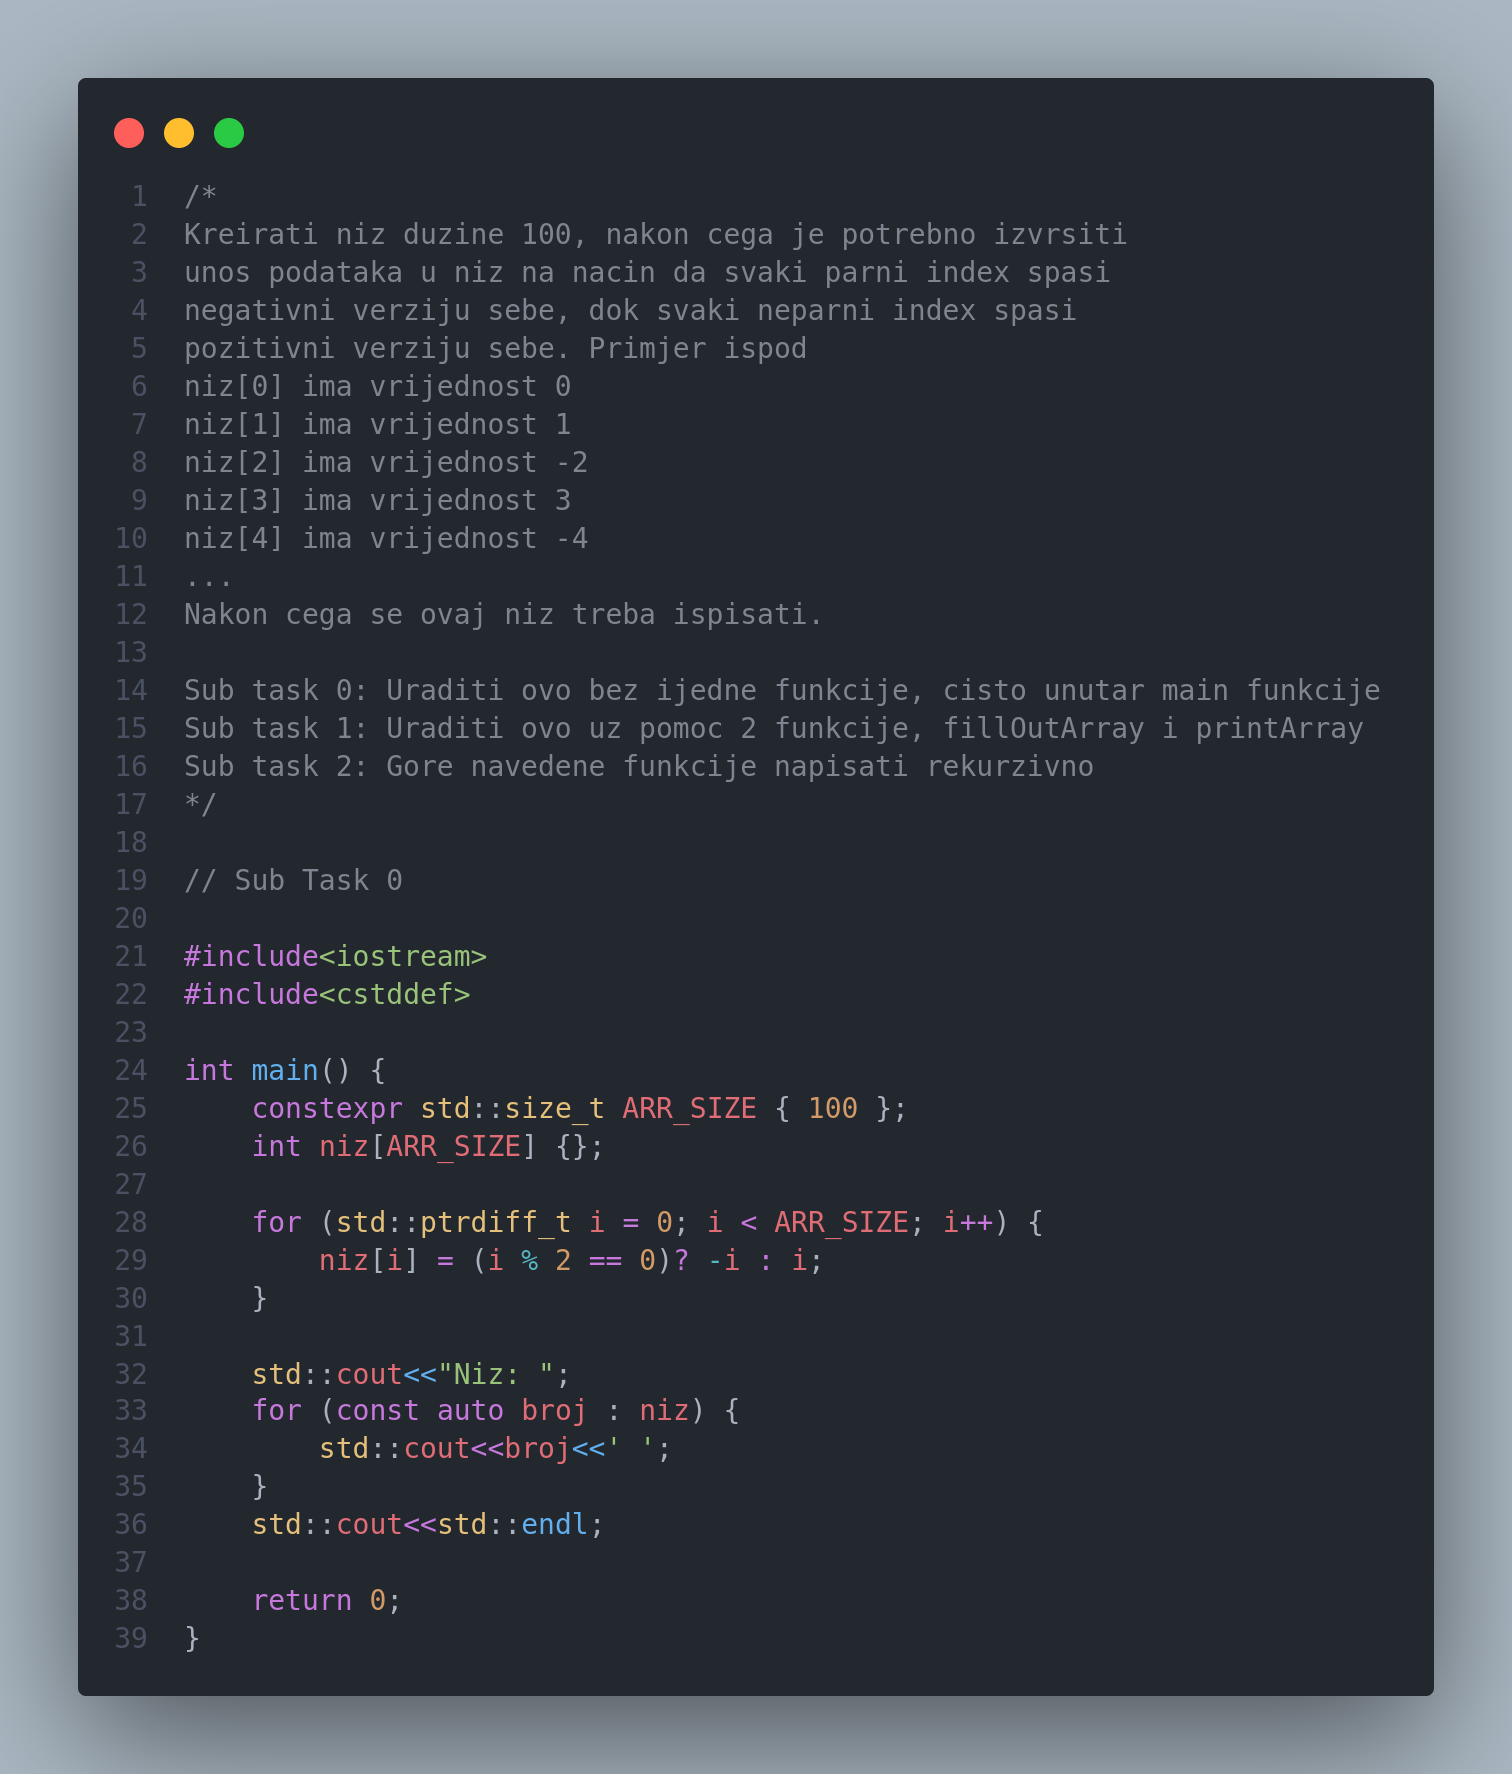 1 /*
2 Kreirati niz duzine 100, nakon cega je potrebno izvrsiti
3 unos podataka u niz na nacin da svaki parni index spasi
4 negativni verziju sebe, dok svaki neparni index spasi
5 pozitivni verziju sebe. Primjer ispod
6 niz[0] ima vrijednost 0
7 niz[1] ima vrijednost 1
8 niz[2] ima vrijednost -2
9 niz[3] ima vrijednost 3
10 niz[4] ima vrijednost -4
11 ...
12 Nakon cega se ovaj niz treba ispisati.
13
14 Sub task 0: Uraditi ovo bez ijedne funkcije, cisto unutar main funkcije
15 Sub task 1: Uraditi ovo uz pomoc 2 funkcije, fillOutArray i printArray
16 Sub task 2: Gore navedene funkcije napisati rekurzivno
17 */
18
19 // Sub Task 0
20
21 #include<iostream>
22 #include<cstddef>
23
24 int main() {
25     constexpr std::size_t ARR_SIZE { 100 };
26     int niz[ARR_SIZE] {};
27
28     for (std::ptrdiff_t i = 0; i < ARR_SIZE; i++) {
29         niz[i] = (i % 2 == 0)? -i : i;
30     }
31
32     std::cout<<"Niz: ";
33     for (const auto broj : niz) {
34         std::cout<<broj<<' ';
35     }
36     std::cout<<std::endl;
37
38     return 0;
39 }